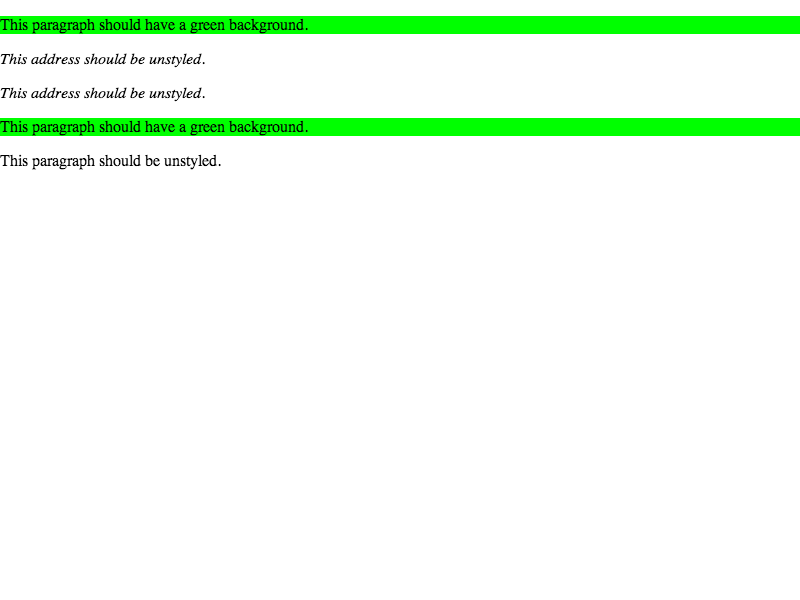 This paragraph should have a green background.
This address should be unstyled.
This address should be unstyled.
This paragraph should have a green background.
This paragraph should be unstyled.